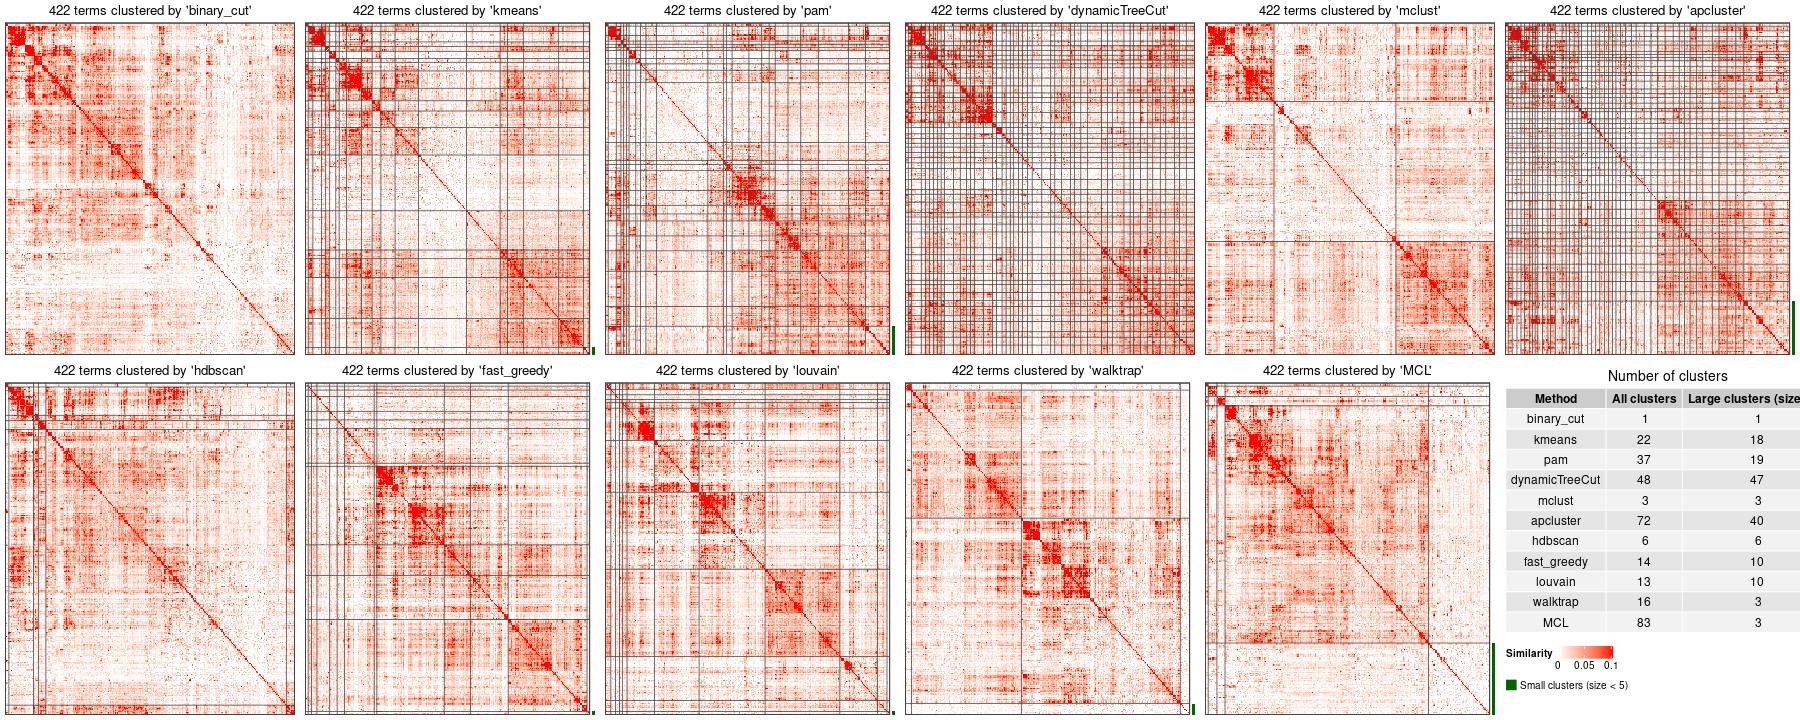 422 terms clustered by 'binary_cut'
422 terms clustered by 'kmeans'
422 terms clustered by 'pam'
422 terms clustered by 'dynamicTreeCut'
422 terms clustered by 'mclust'
422 terms clustered by 'apcluster'
422 terms clustered by 'hdbscan'
422 terms clustered by 'fast_greedy'
422 terms clustered by 'louvain'
422 terms clustered by 'walktrap'
422 terms clustered by 'MCL'
Number of clusters
Method All clusters Large clusters (size
binary_cut 1 1
kmeans 22 18
pam 37 19
dynamicTreeCut 48 47
mclust 3 3
apcluster 72 40
hdbscan 6 6
fast_greedy 14 10
louvain 13 10
walktrap 16 3
MCL 83 3
Similarity
0 0.05 0.1
Small clusters (size < 5)